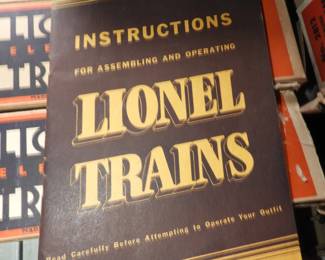 INSTRUCTIONS
FOR ASSEMBLING AND OPERATING
LIONEL
TRAINS
Read Carefully Before Attempting to Operate Your Outfit